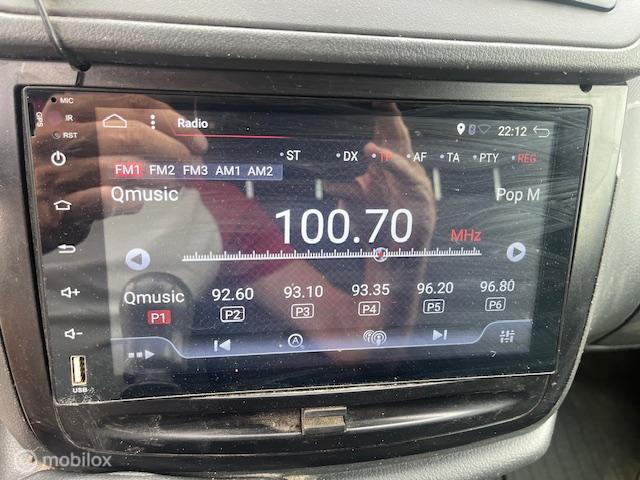 MIC
GPS
IR
RST
Radio
22:12
ST DX TP AF TA PTY REG
FM1 FM2 FM3 AM1 AM2
Qmusic Pop M
100.70 MHz
Qmusic 92.60 93.10 93.35 96.20 96.80
P1 P2 P3 P4 P5 P6
A
USB
mobilox